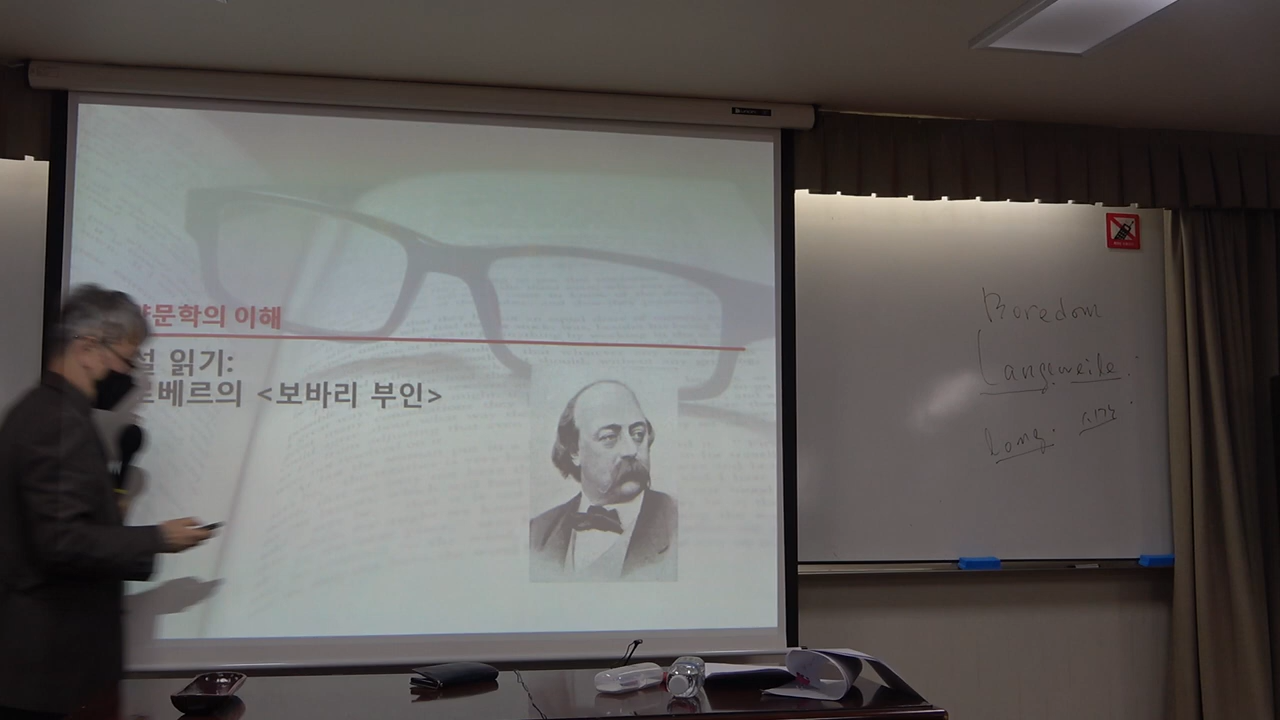 양문학의 이해
설 읽기:
로베르의 <보바리 부인>
Boredom
Langeweile.
Long. 시간.